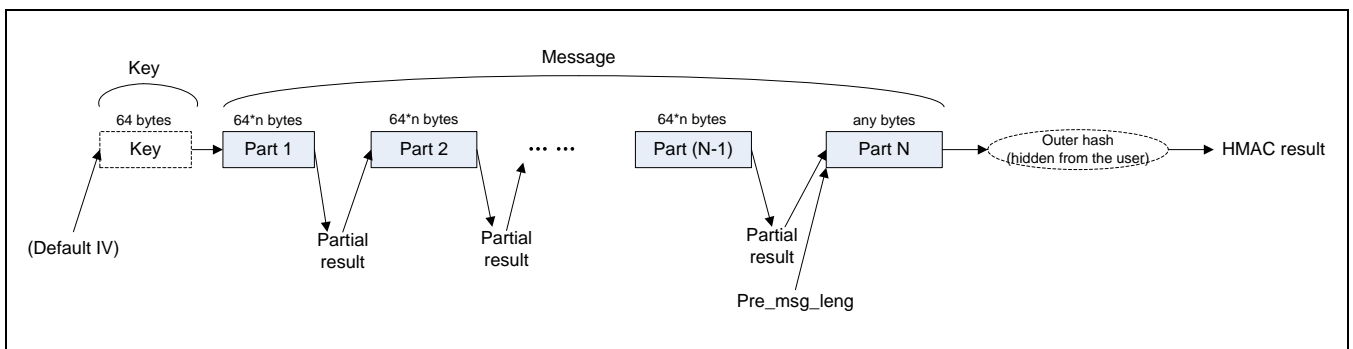 Message
Key
64 bytes
64*n bytes
64*n bytes
64*n bytes
any bytes
Key
Part 1
Part 2
... ...
Part (N-1)
Part N
Outer hash
(hidden from the user)
HMAC result
(Default IV)
Partial
result
Partial
result
Partial
result
Pre_msg_leng